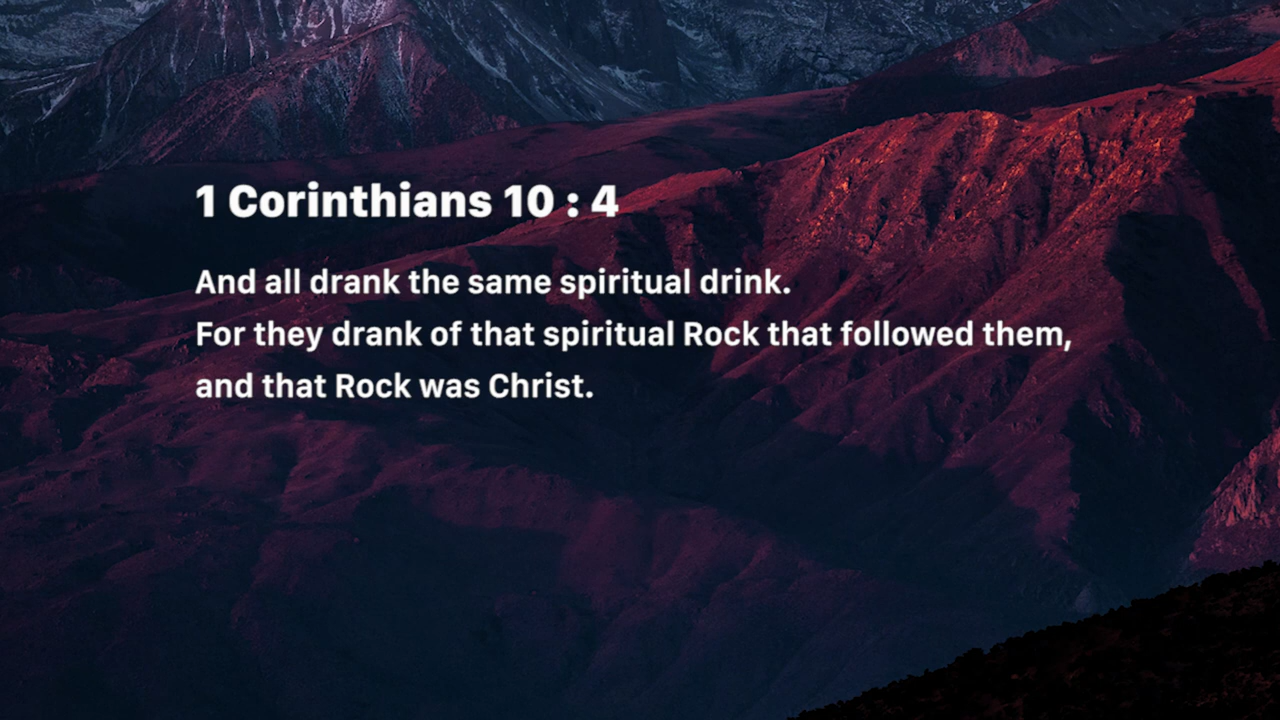 1 Corinthians 10 : 4
And all drank the same spiritual drink.
For they drank of that spiritual Rock that followed them,
and that Rock was Christ.